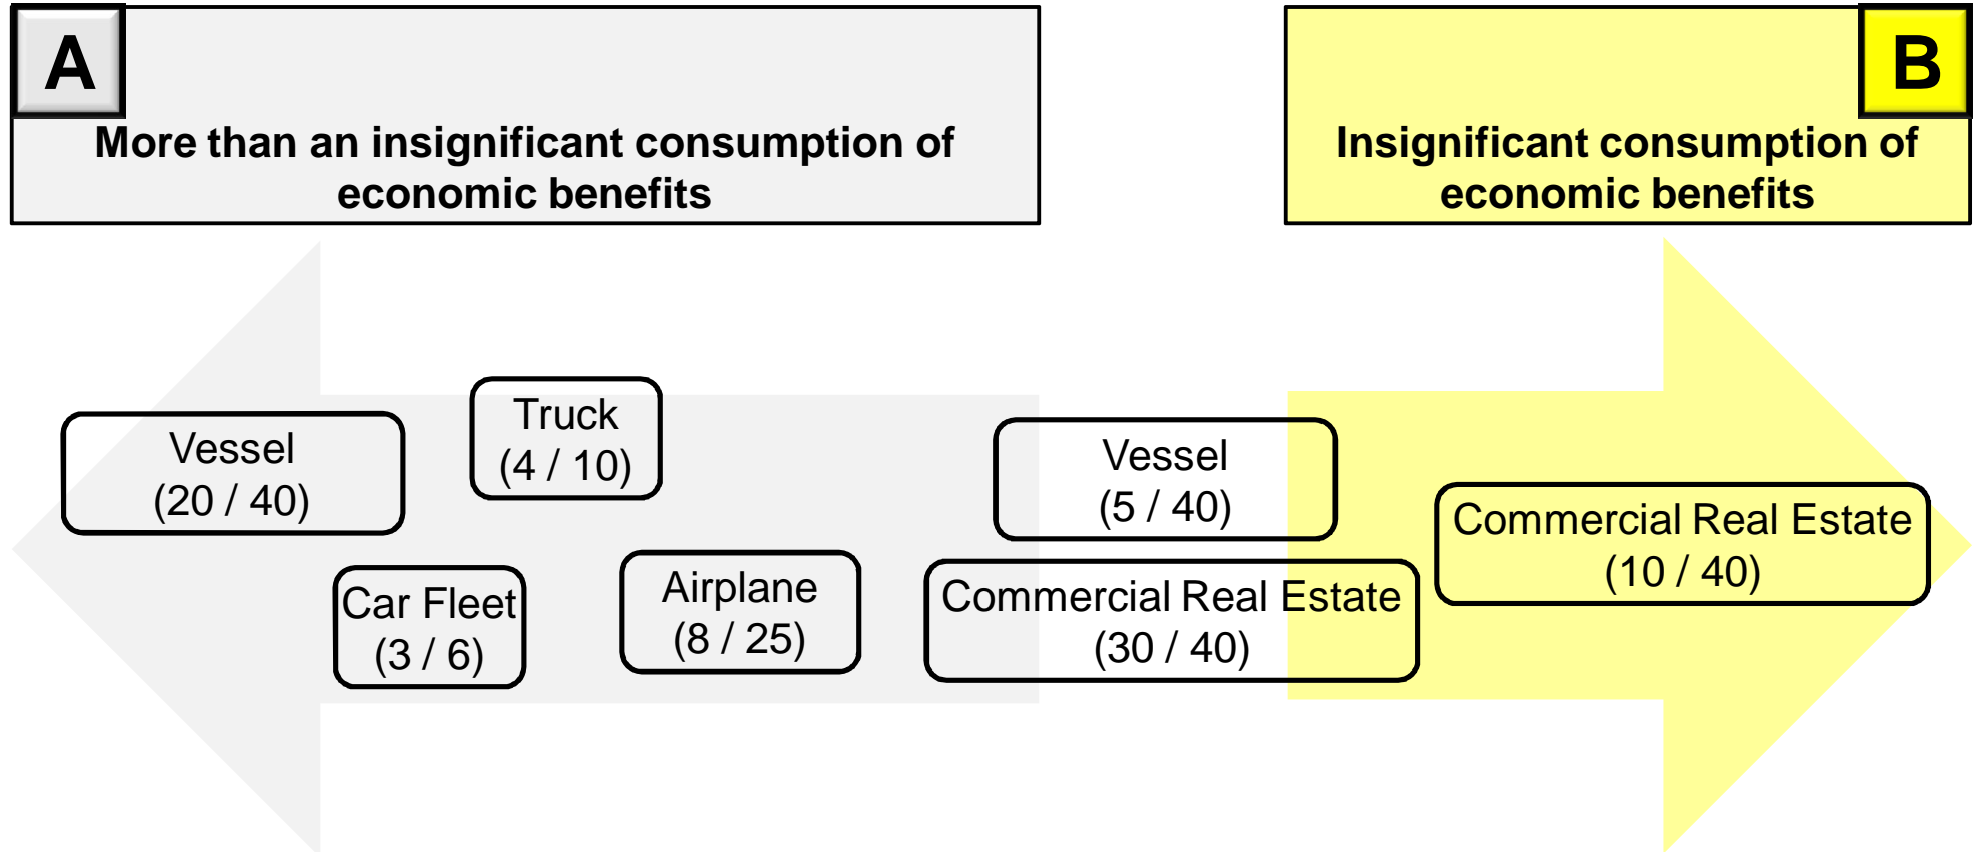 A
More than an insignificant consumption of
economic benefits
B
Insignificant consumption of
economic benefits
Vessel
(20 / 40)
Truck
(4 / 10)
Car Fleet
(3 / 6)
Airplane
(8 / 25)
Vessel
(5 / 40)
Commercial Real Estate
(30 / 40)
Commercial Real Estate
(10 / 40)